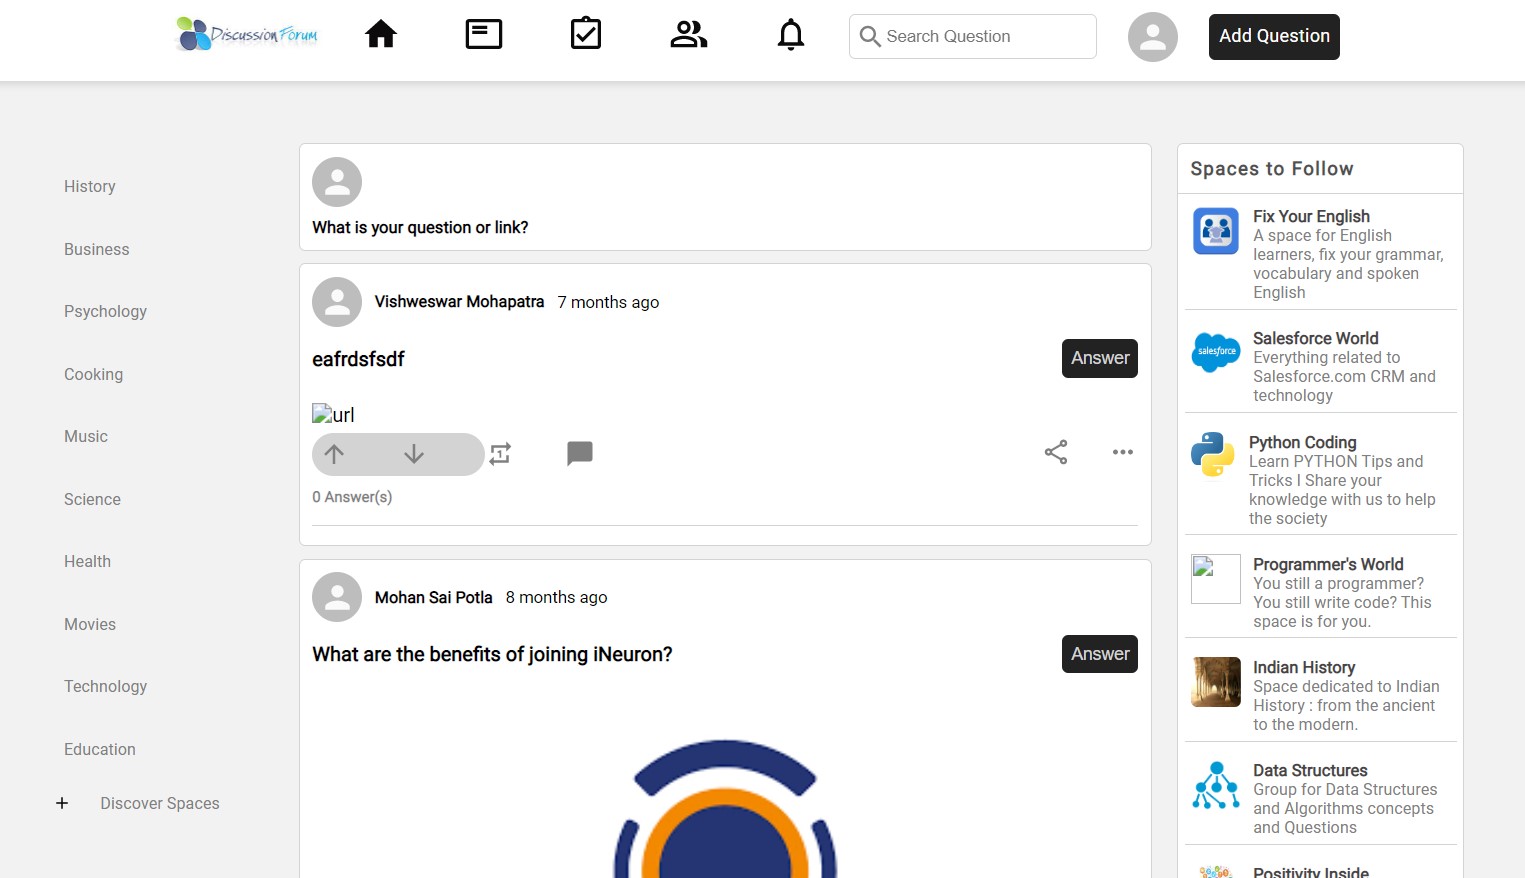 Discussion Forum
Search Question
Add Question
History
Business
Psychology
Cooking
Music
Science
Health
Movies
Technology
Education
+ Discover Spaces
What is your question or link?
Vishweswar Mohapatra 7 months ago
eafrdsfsdf
Answer
url
1
0 Answer(s)
Mohan Sai Potla 8 months ago
What are the benefits of joining iNeuron?
Answer
Spaces to Follow
Fix Your English
A space for English
learners, fix your grammar,
vocabulary and spoken
English
salesforce
Salesforce World
Everything related to
Salesforce.com CRM and
technology
Python Coding
Learn PYTHON Tips and
Tricks I Share your
knowledge with us to help
the society
Programmer's World
You still a programmer?
You still write code? This
space is for you.
Indian History
Space dedicated to Indian
History : from the ancient
to the modern.
Data Structures
Group for Data Structures
and Algorithms concepts
and Questions
Positivity Inside